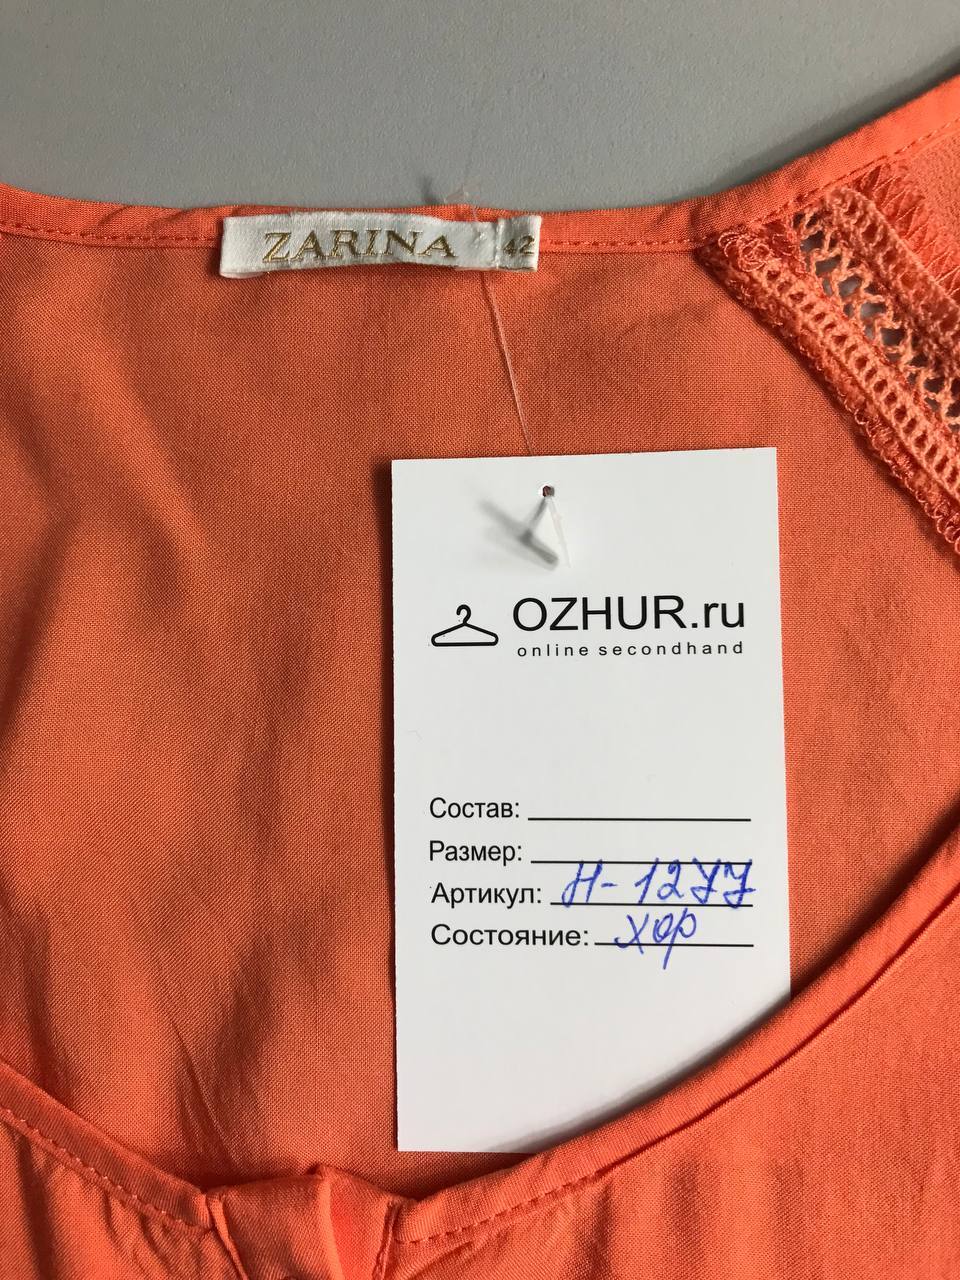 ZARINA 42
OZHUR.ru
online secondhand
Состав:
Размер:
Артикул: Н-1277
Состояние: хор